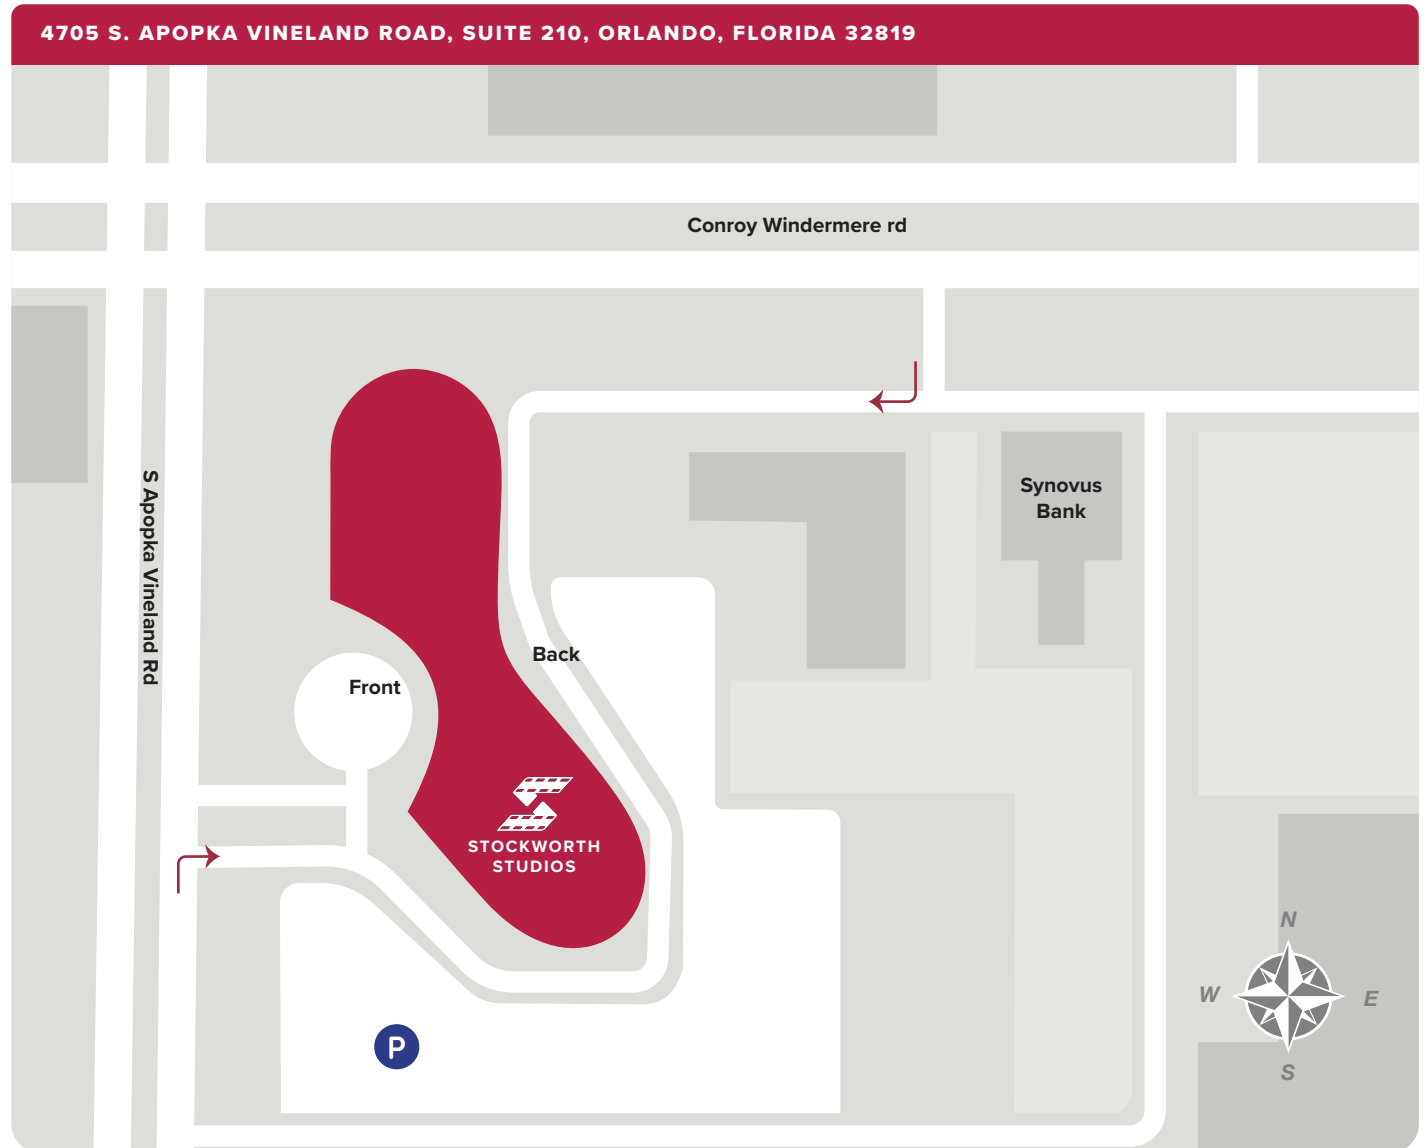 4705 S. APOPKA VINELAND ROAD, SUITE 210, ORLANDO, FLORIDA 32819
Conroy Windermere rd
S Apopka Vineland Rd
Synovus
Bank
Back
Front
STOCKWORTH
STUDIOS
P
N
W
E
S